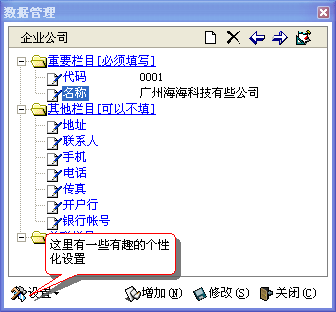 数据管理
企业公司
重要栏目[必须填写]
代码 0001
名称 广州海海科技有些公司
其他栏目[可以不填]
地址
联系人
手机
电话
传真
开户行
银行帐号
这里有一些有趣的个性
化设置
设置 增加(N) 修改(S) 关闭(C)